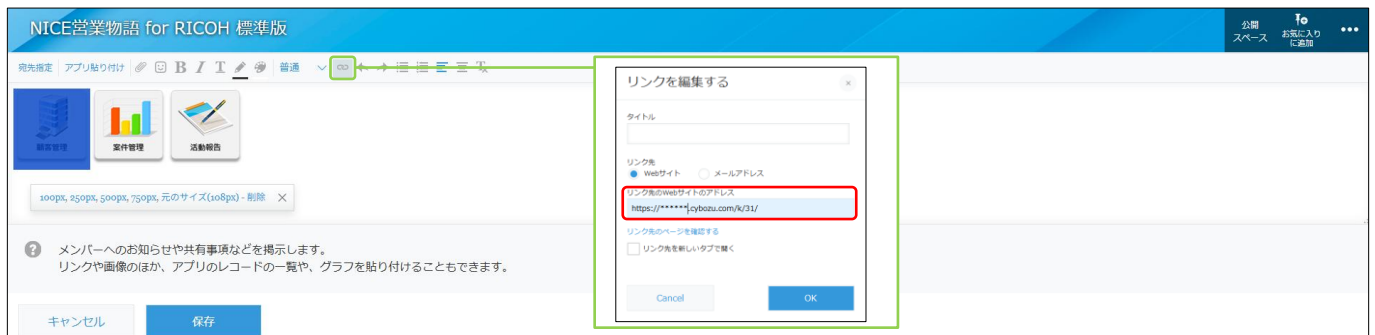 NICE営業物語 for RICOH 標準版
公開
スペース
お気に入り
に追加
宛先指定 アプリ貼り付け B I T 普通
顧客管理 案件管理 活動報告
100px, 250px, 500px, 750px, 元のサイズ(108px) - 削除 ×
メンバーへのお知らせや共有事項などを掲示します。
リンクや画像のほか、アプリのレコードの一覧や、グラフを貼り付けることもできます。
キャンセル 保存
リンクを編集する ×
タイトル
リンク先
Webサイト メールアドレス
リンク先のWebサイトのアドレス
https://******.cybozu.com/k/31/
リンク先のページを確認する
リンク先を新しいタブで開く
Cancel OK